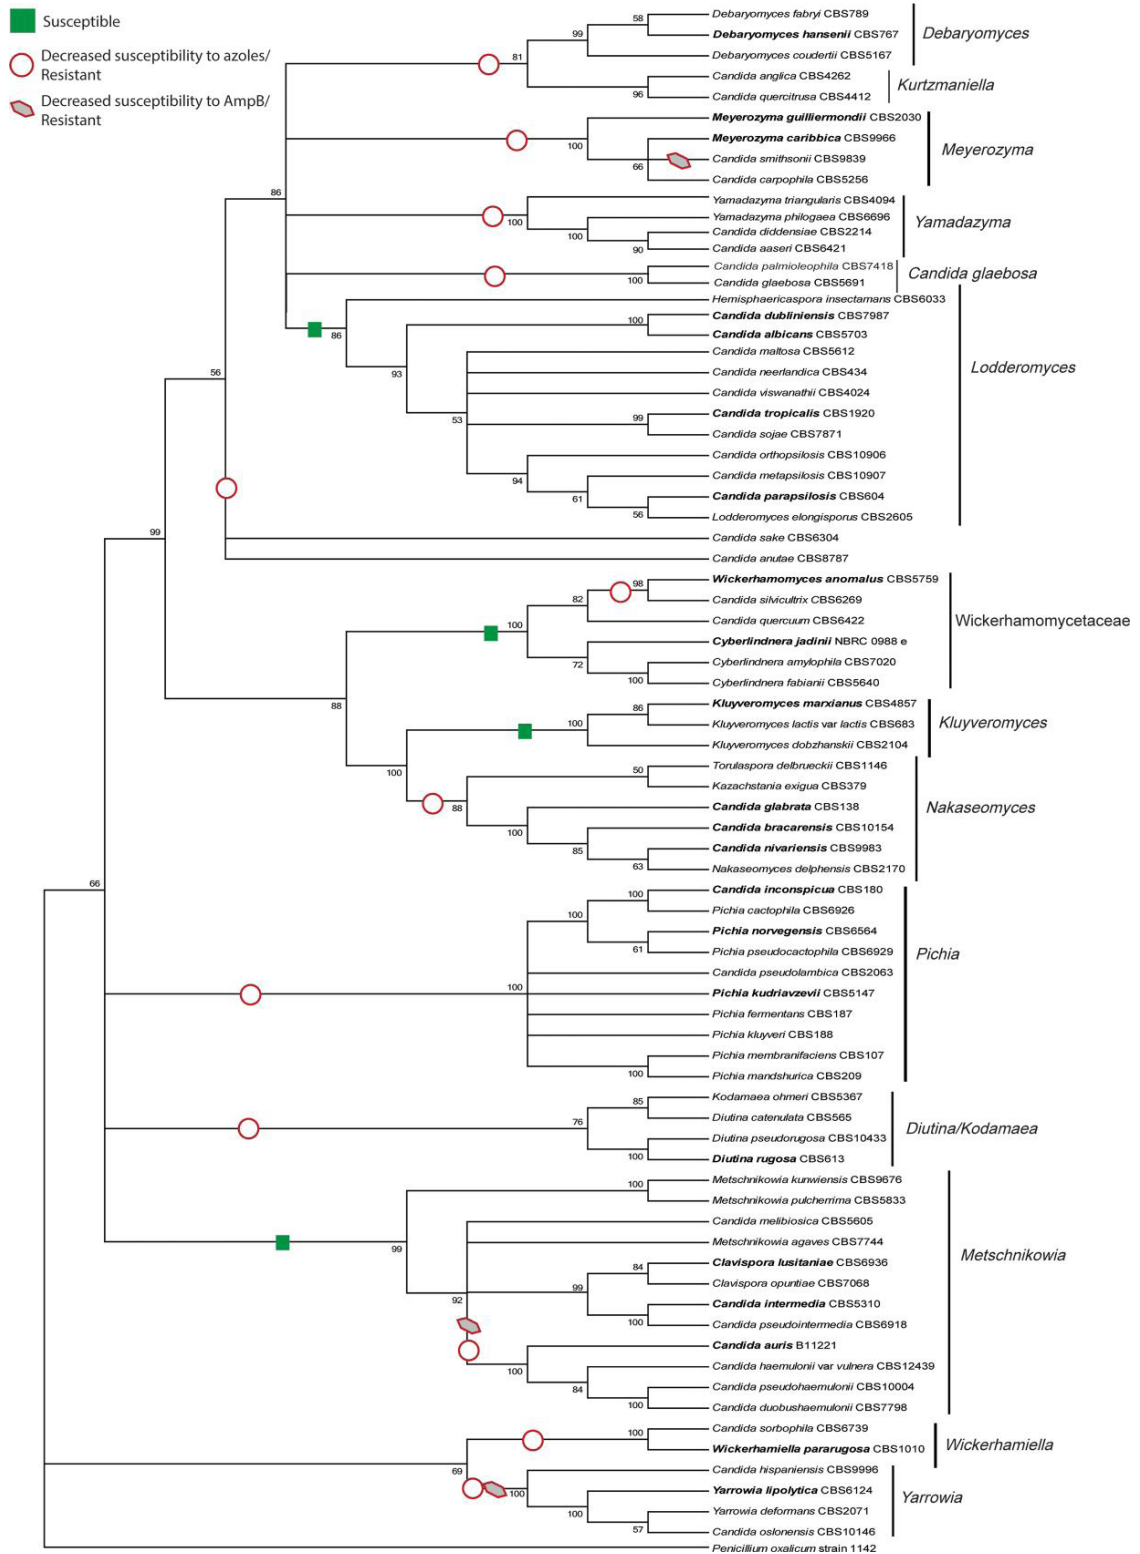 Susceptible
Decreased susceptibility to azoles/
Resistant
Decreased susceptibility to AmpB/
Resistant
58
Debaryomyces fabryi CBS789
99
Debaryomyces hansenii CBS767
Debaryomyces
81
Debaryomyces coudertii CBS5167
Candida anglica CBS4262
Kurtzmaniella
96
Candida quercitrusa CBS4412
Meyerozyma guilliermondii CBS2030
100
Meyerozyma caribbica CBS9966
Meyerozyma
66
Candida smithsonii CBS9839
Candida carpophila CBS5256
86
Yamadazyma triangularis CBS4094
100
Yamadazyma philogaea CBS6696
Yamadazyma
100
Candida diddensiae CBS2214
90
Candida aaseri CBS6421
Candida palmioleophila CBS7418
Candida glaebosa
100
Candida glaebosa CBS5691
Hemisphaericaspora insectamans CBS6033
86
100
Candida dubliniensis CBS7987
Candida albicans CBS5703
Candida maltosa CBS5612
Lodderomyces
56
93
Candida neerlandica CBS434
Candida viswanathii CBS4024
53
99
Candida tropicalis CBS1920
Candida sojae CBS7871
Candida orthopsilosis CBS10906
94
Candida metapsilosis CBS10907
61
Candida parapsilosis CBS604
56
Lodderomyces elongisporus CBS2605
99
Candida sake CBS6304
Candida anutae CBS8787
98
Wickerhamomyces anomalus CBS5759
82
Candida silvicultrix CBS6269
100
Candida quercuum CBS6422
Wickerhamomycetaceae
72
Cyberlindnera jadinii NBRC 0988 e
Cyberlindnera amylophila CBS7020
100
Cyberlindnera fabianii CBS5640
88
86
Kluyveromyces marxianus CBS4857
100
Kluyveromyces lactis var lactis CBS683
Kluyveromyces
Kluyveromyces dobzhanskii CBS2104
100
50
Torulaspora delbrueckii CBS1146
Kazachstania exigua CBS379
88
Candida glabrata CBS138
Nakaseomyces
100
Candida bracarensis CBS10154
85
Candida nivariensis CBS9983
63
Nakaseomyces delphensis CBS2170
66
100
Candida inconspicua CBS180
100
Pichia cactophila CBS6926
Pichia norvegensis CBS6564
61
Pichia pseudocactophila CBS6929
Pichia
Candida pseudolambica CBS2063
100
Pichia kudriavzevii CBS5147
Pichia fermentans CBS187
Pichia kluyveri CBS188
Pichia membranifaciens CBS107
100
Pichia mandshurica CBS209
85
Kodamaea ohmeri CBS5367
76
Diutina catenulata CBS565
Diutina/Kodamaea
Diutina pseudorugosa CBS10433
100
Diutina rugosa CBS613
100
Metschnikowia kunwiensis CBS9676
Metschnikowia pulcherrima CBS5833
99
Candida melibiosica CBS5605
Metschnikowia agaves CBS7744
Metschnikowia
84
Clavispora lusitaniae CBS6936
99
Clavispora opuntiae CBS7068
92
Candida intermedia CBS5310
100
Candida pseudointermedia CBS6918
Candida auris B11221
100
Candida haemulonii var vulnera CBS12439
84
Candida pseudohaemulonii CBS10004
100
Candida duobushaemulonii CBS7798
Candida sorbophila CBS6739
100
Wickerhamiella pararugosa CBS1010
Wickerhamiella
69
Candida hispaniensis CBS9996
100
Yarrowia lipolytica CBS6124
Yarrowia
100
Yarrowia deformans CBS2071
57
Candida oslonensis CBS10146
Penicillium oxalicum strain 1142